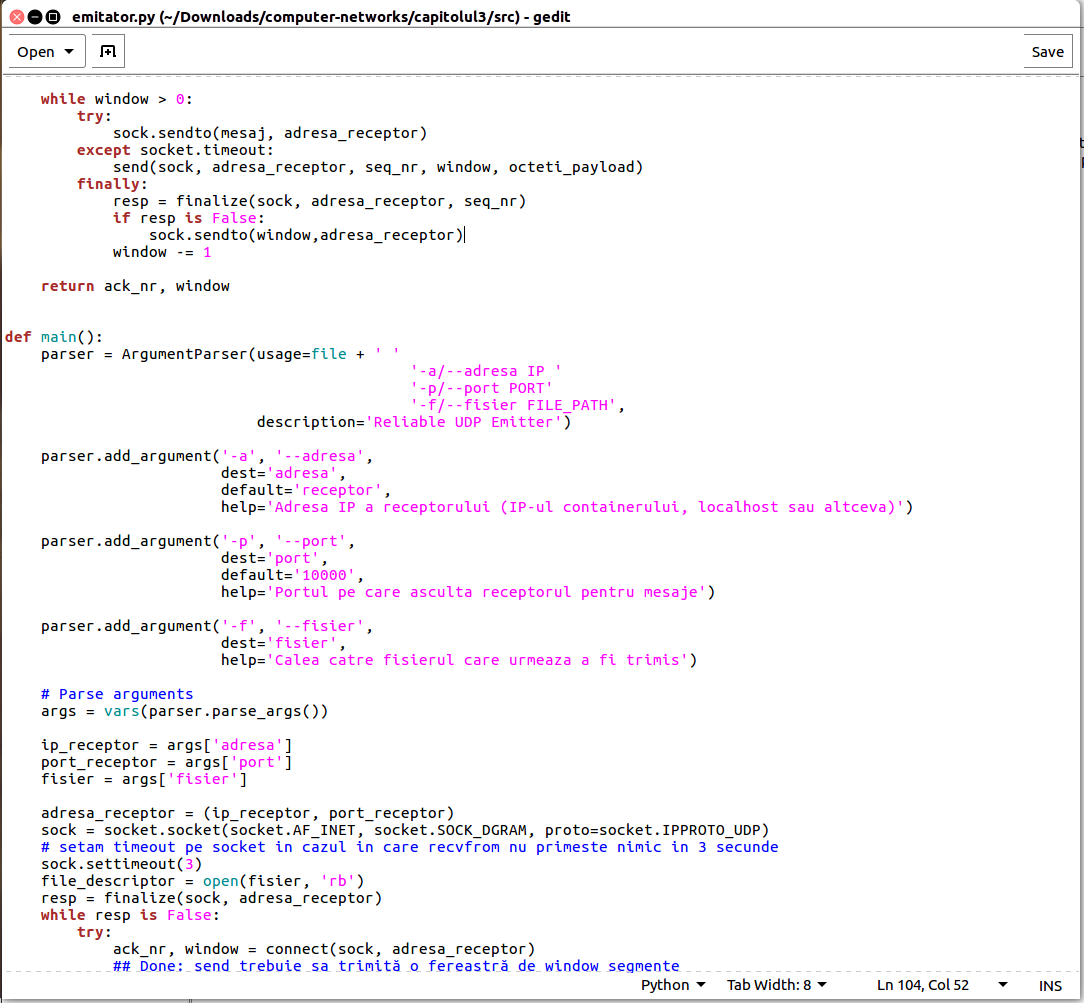 emitator.py (~/Downloads/computer-networks/capitolul3/src) - gedit
Open
Save
    while window > 0:
        try:
            sock.sendto(mesaj, adresa_receptor)
        except socket.timeout:
            send(sock, adresa_receptor, seq_nr, window, octeti_payload)
        finally:
            resp = finalize(sock, adresa_receptor, seq_nr)
            if resp is False:
                sock.sendto(window,adresa_receptor)
            window -= 1

    return ack_nr, window


def main():
    parser = ArgumentParser(usage=file + ' '
                                         '-a/--adresa IP '
                                         '-p/--port PORT'
                                         '-f/--fisier FILE_PATH',
                            description='Reliable UDP Emitter')

    parser.add_argument('-a', '--adresa',
                        dest='adresa',
                        default='receptor',
                        help='Adresa IP a receptorului (IP-ul containerului, localhost sau altceva)')

    parser.add_argument('-p', '--port',
                        dest='port',
                        default='10000',
                        help='Portul pe care asculta receptorul pentru mesaje')

    parser.add_argument('-f', '--fisier',
                        dest='fisier',
                        help='Calea catre fisierul care urmeaza a fi trimis')

    # Parse arguments
    args = vars(parser.parse_args())

    ip_receptor = args['adresa']
    port_receptor = args['port']
    fisier = args['fisier']

    adresa_receptor = (ip_receptor, port_receptor)
    sock = socket.socket(socket.AF_INET, socket.SOCK_DGRAM, proto=socket.IPPROTO_UDP)
    # setam timeout pe socket in cazul in care recvfrom nu primeste nimic in 3 secunde
    sock.settimeout(3)
    file_descriptor = open(fisier, 'rb')
    resp = finalize(sock, adresa_receptor)
    while resp is False:
        try:
            ack_nr, window = connect(sock, adresa_receptor)
            ## Done: send trebuie sa trimită o fereastră de window segmente
Python
Tab Width: 8
Ln 104, Col 52
INS